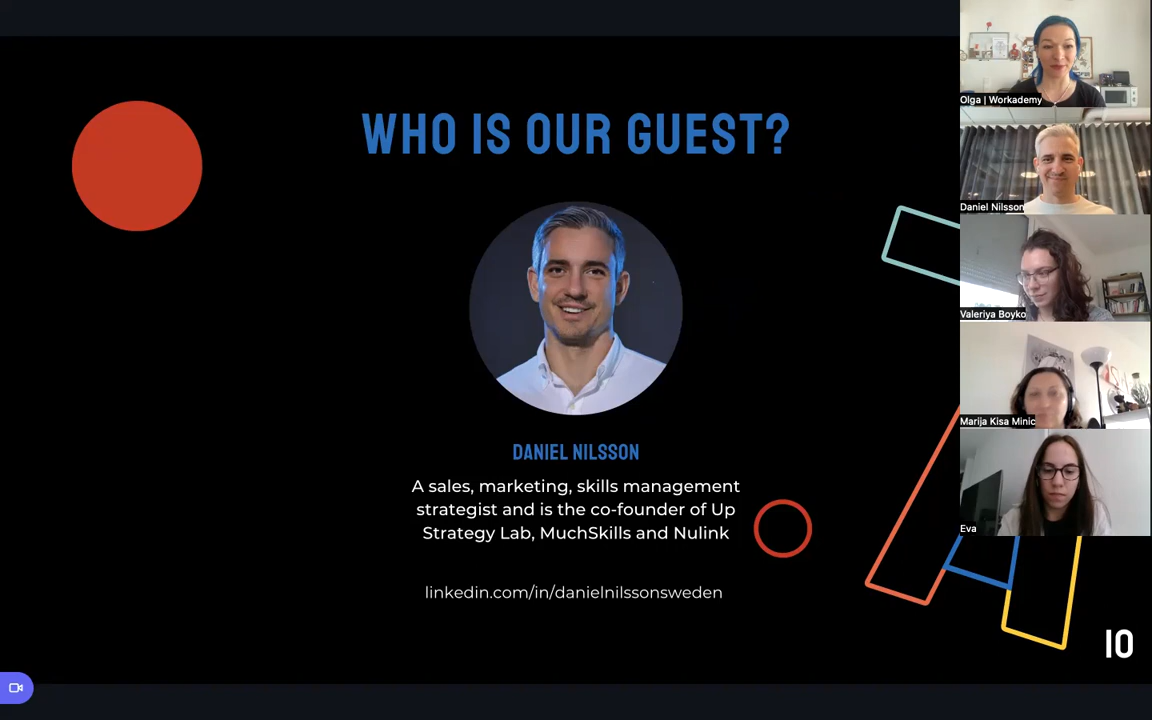 WHO IS OUR GUEST?
DANIEL NILSSON
A sales, marketing, skills management
strategist and is the co-founder of Up
Strategy Lab, MuchSkills and Nulink
linkedin.com/in/danielnilssonsweden
10
Olga | Workademy
Daniel Nilsson
Valeriya Boyko
Marija Kisa Minic
Eva